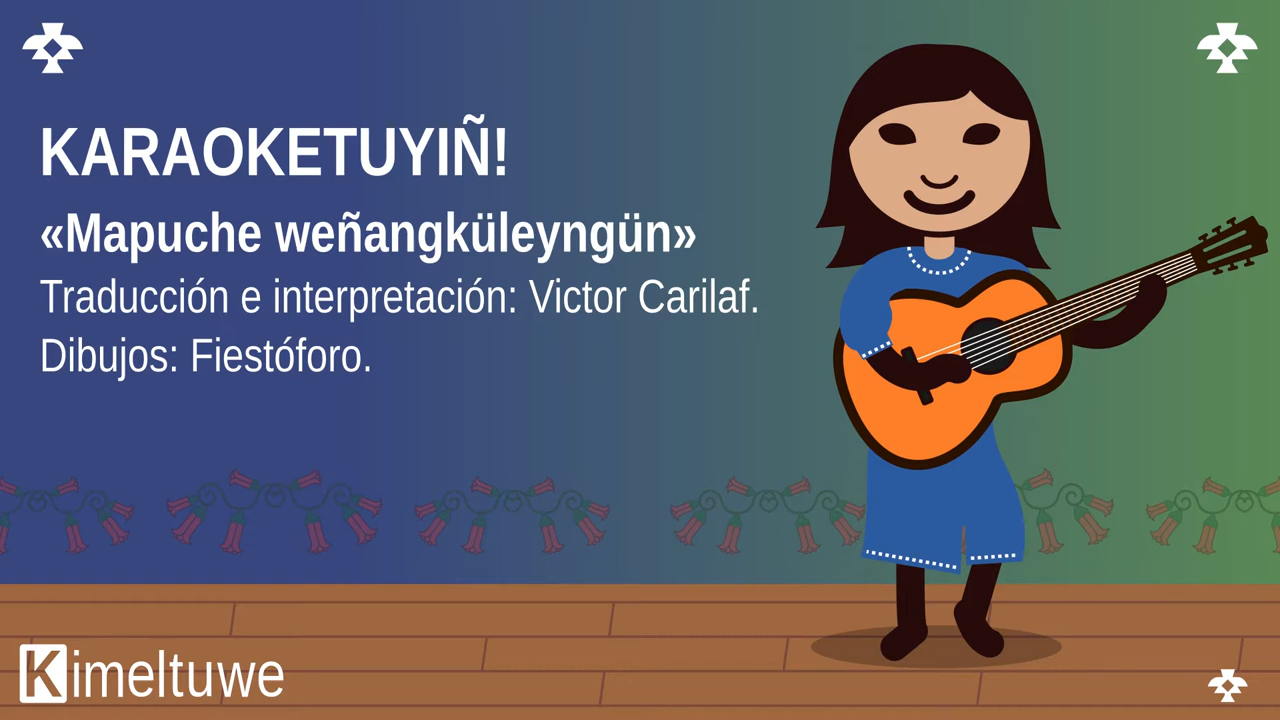 KARAOKETUYIÑ!
«Mapuche weñangküleyngün»
Traducción e interpretación: Victor Carilaf.
Dibujos: Fiestóforo.
Kimeltuwe